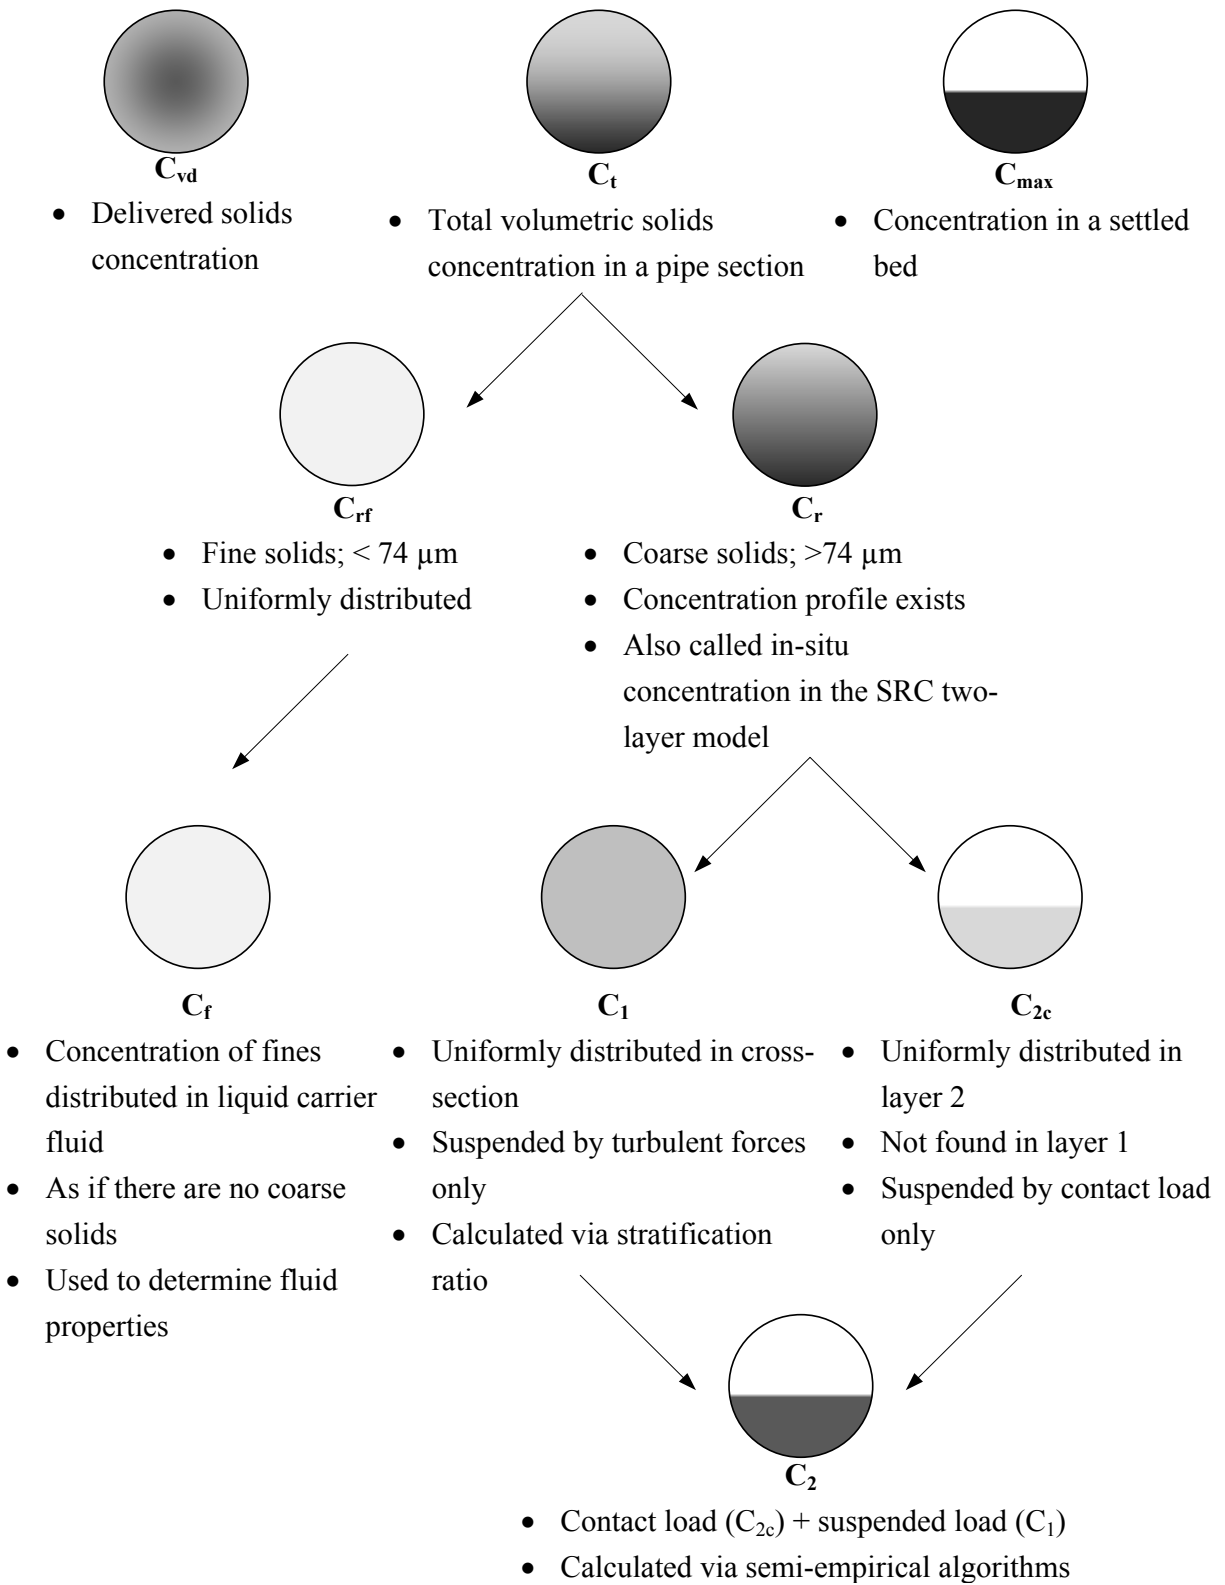 C_vd
• Delivered solids
concentration
C_t
• Total volumetric solids
concentration in a pipe section
C_max
• Concentration in a settled
bed
C_rf
• Fine solids; < 74 µm
• Uniformly distributed
C_r
• Coarse solids; >74 µm
• Concentration profile exists
• Also called in-situ
concentration in the SRC two-
layer model
C_f
• Concentration of fines
distributed in liquid carrier
fluid
• As if there are no coarse
solids
• Used to determine fluid
properties
C_1
• Uniformly distributed in cross-
section
• Suspended by turbulent forces
only
• Calculated via stratification
ratio
C_2c
• Uniformly distributed in
layer 2
• Not found in layer 1
• Suspended by contact load
only
C_2
• Contact load (C_2c) + suspended load (C_1)
• Calculated via semi-empirical algorithms